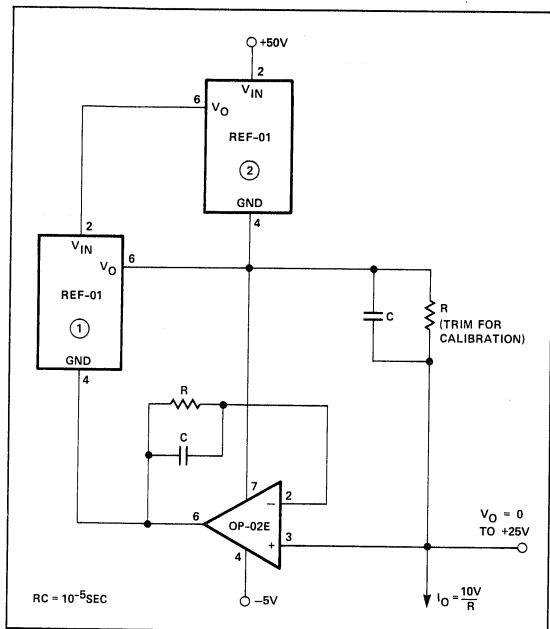 +50V
2
V_IN
6
V_O
REF-01
2
GND
4
2
V_IN
6
V_O
REF-01
1
GND
4
C
R
(TRIM FOR
CALIBRATION)
R
C
7
2
−
6
OP-02E
3
+
4
V_O = 0
TO +25V
−5V
I_O = 10V
R
RC = 10⁻⁵SEC